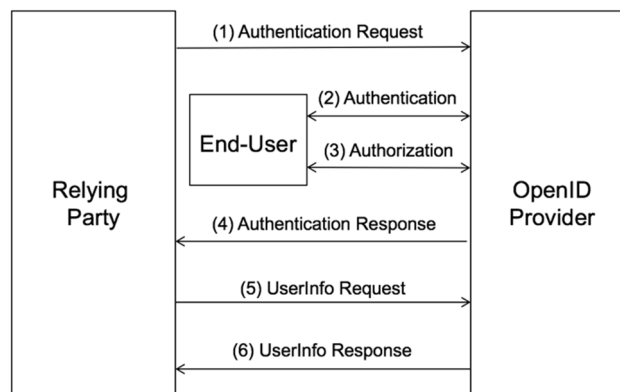 (1) Authentication Request
(2) Authentication
End-User
(3) Authorization
Relying
Party
OpenID
Provider
(4) Authentication Response
(5) UserInfo Request
(6) UserInfo Response